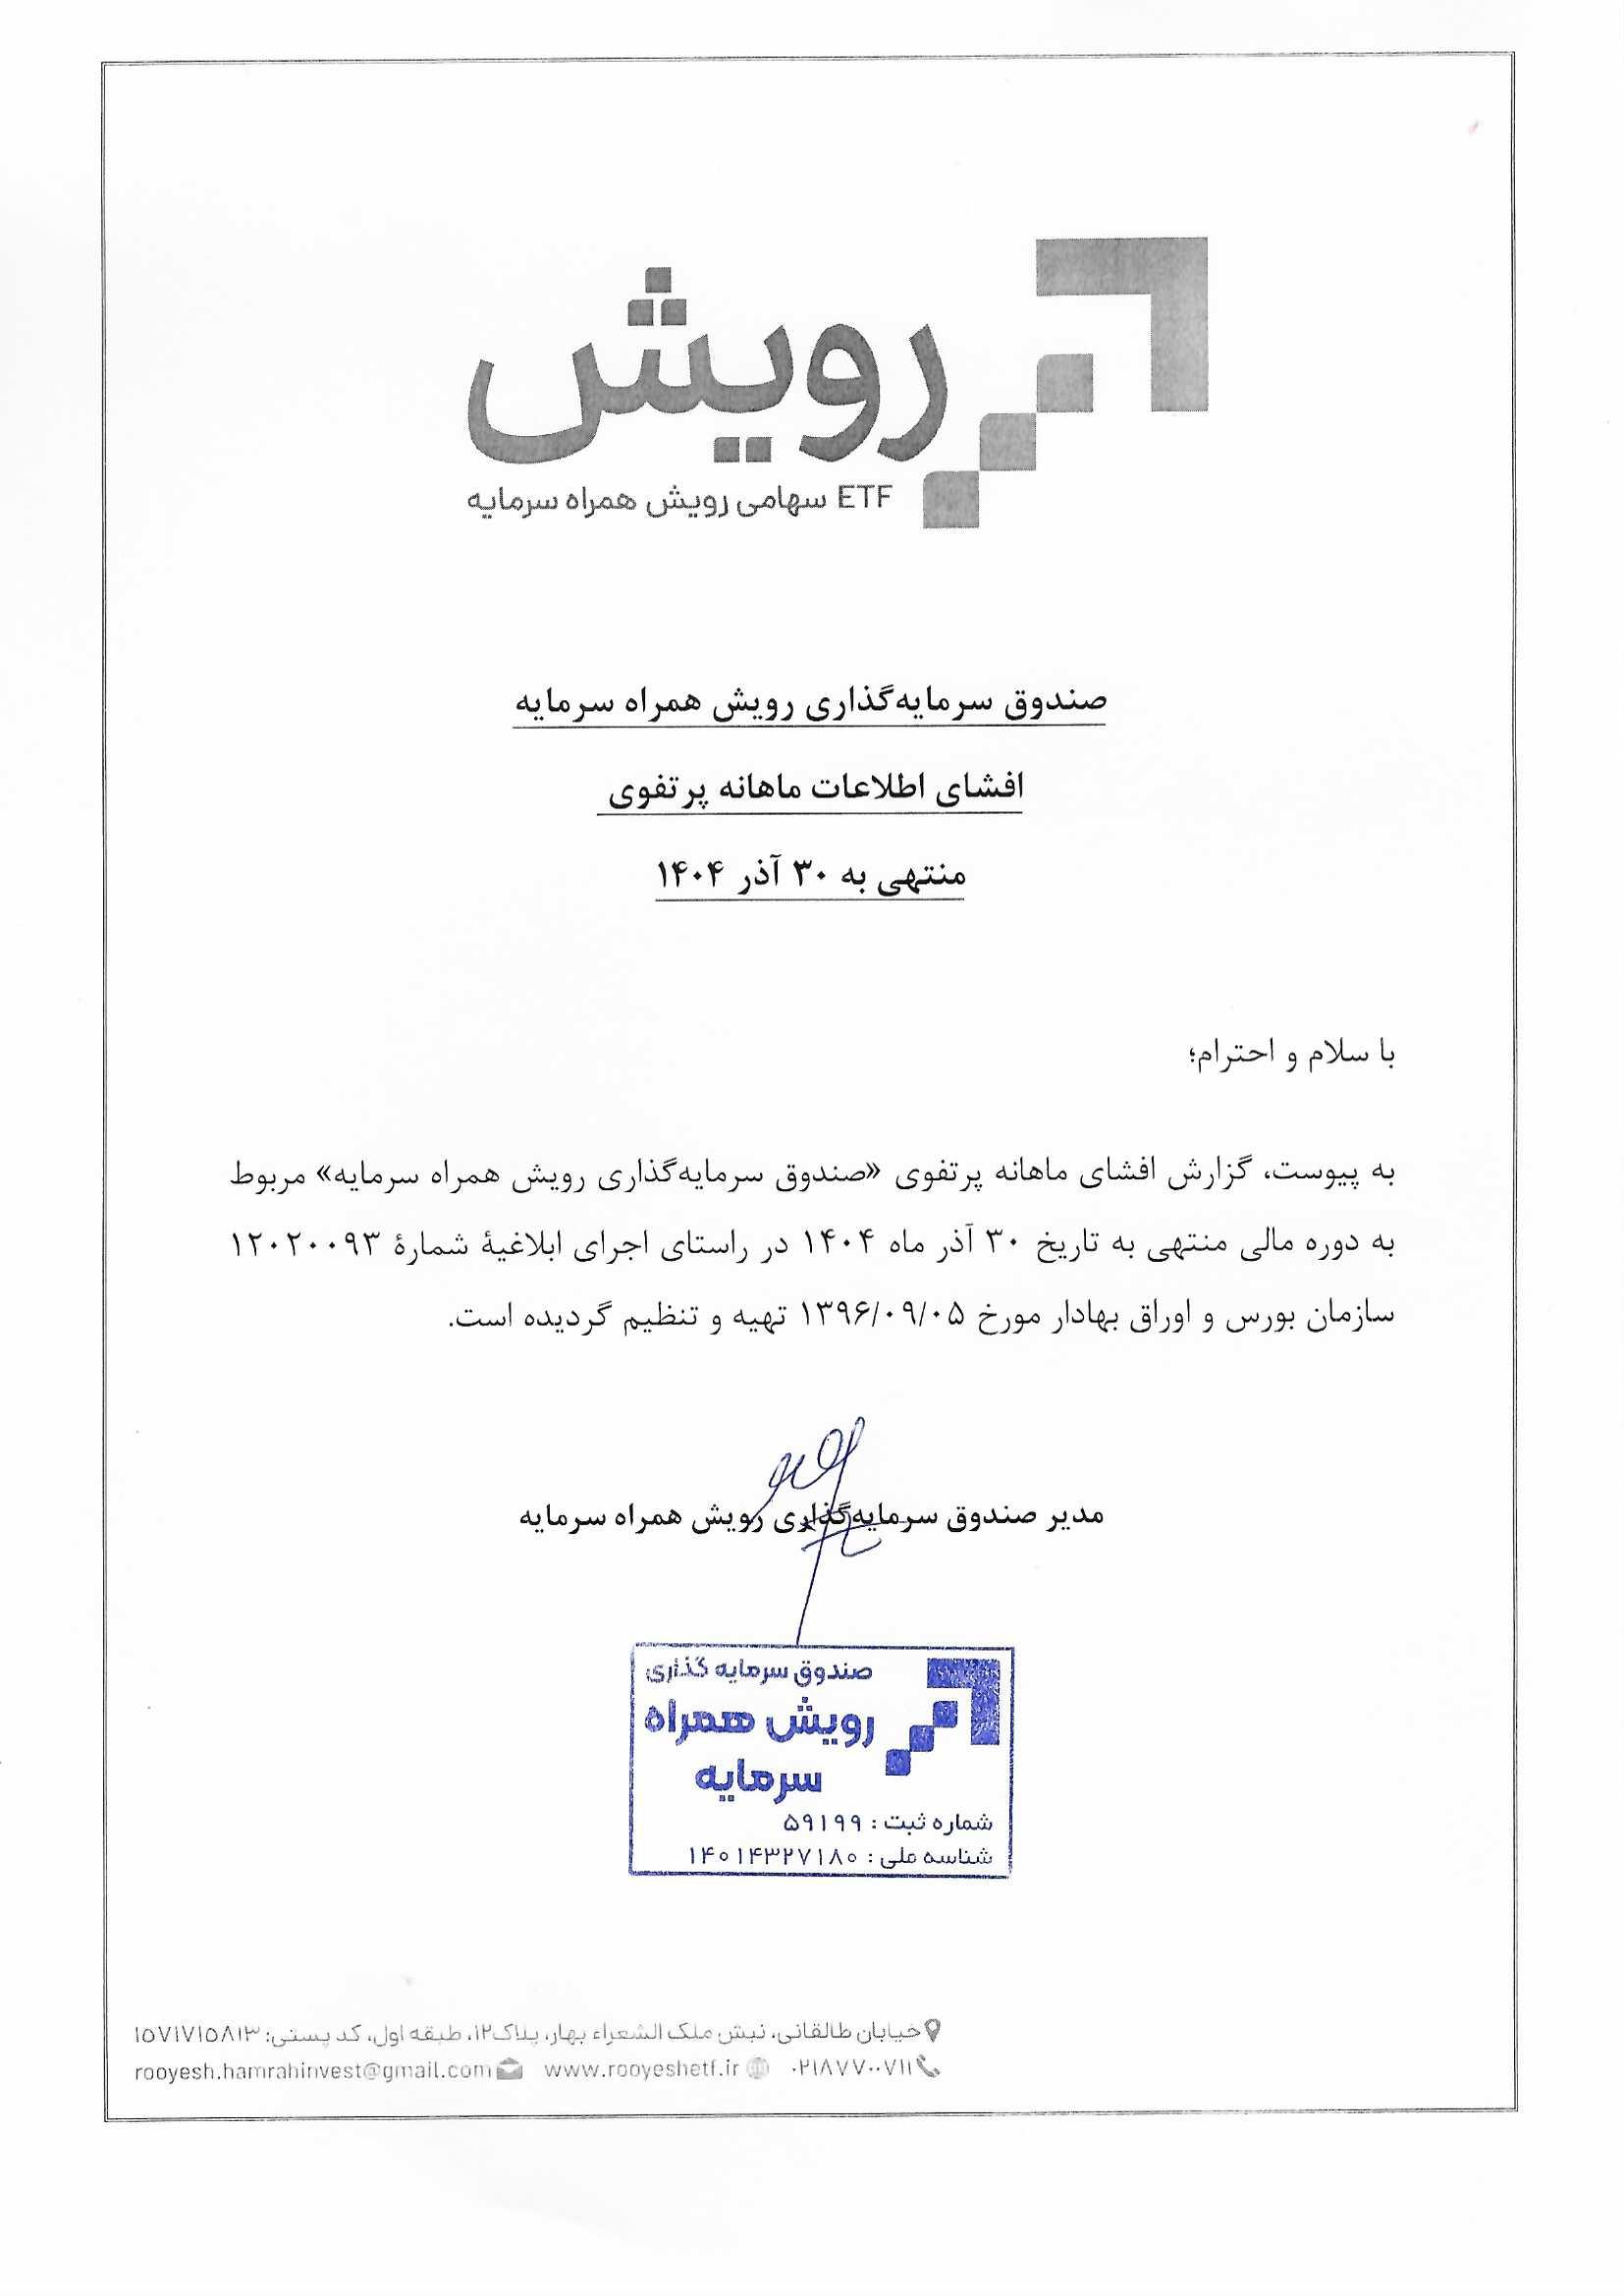 رویش
ETF سهامی رویش همراه سرمایه
صندوق سرمایه‌گذاری رویش همراه سرمایه
افشای اطلاعات ماهانه پرتفوی
منتهی به ۳۰ آذر ۱۴۰۴
با سلام و احترام؛
به پیوست، گزارش افشای ماهانه پرتفوی «صندوق سرمایه‌گذاری رویش همراه سرمایه» مربوط
به دوره مالی منتهی به تاریخ ۳۰ آذر ماه ۱۴۰۴ در راستای اجرای ابلاغیهٔ شمارهٔ ۱۲۰۲۰۰۹۳
سازمان بورس و اوراق بهادار مورخ ۱۳۹۶/۰۹/۰۵ تهیه و تنظیم گردیده است.
مدیر صندوق سرمایه‌گذاری رویش همراه سرمایه
صندوق سرمایه گذاری
رویش همراه
سرمایه
شماره ثبت : ۵۹۱۹۹
شناسه ملی : ۱۴۰۱۴۳۲۷۱۸۰
خیابان طالقانی، نبش ملک الشعراء بهار، پلاک۱۲، طبقه اول، کد پستی: ۱۵۷۱۷۱۵۸۱۳
۰۲۱۸۷۷۰۰۷۱۱ www.rooyeshetf.ir rooyesh.hamrahinvest@gmail.com